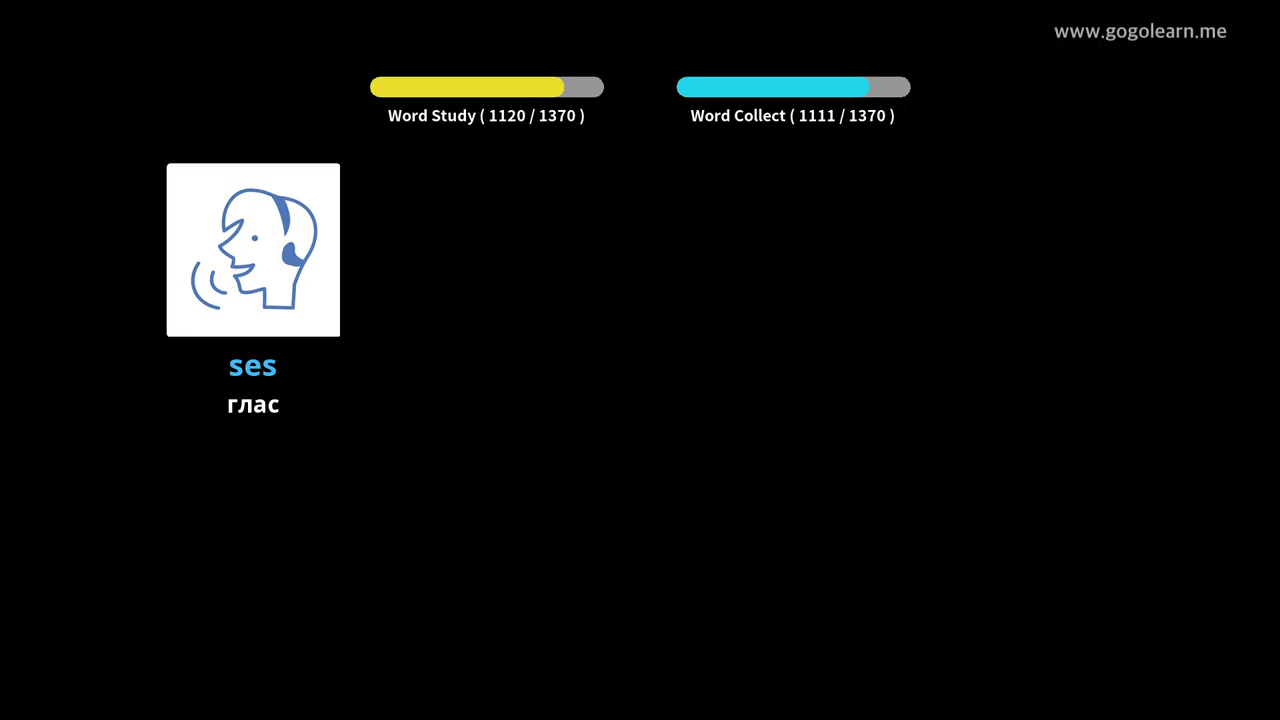 www.gogolearn.me
Word Study ( 1120 / 1370 )
Word Collect ( 1111 / 1370 )
ses
глас